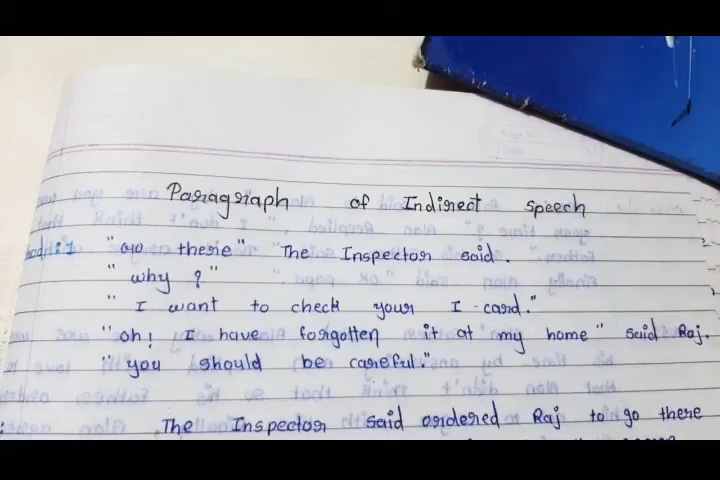 Paragraph of Indirect speech
"Go there" The Inspector said.
"why ?"
"I want to check your I-card."
"oh! I have forgotten it at my home" said Raj.
"you should be careful."
The Inspector said ordered Raj to go there